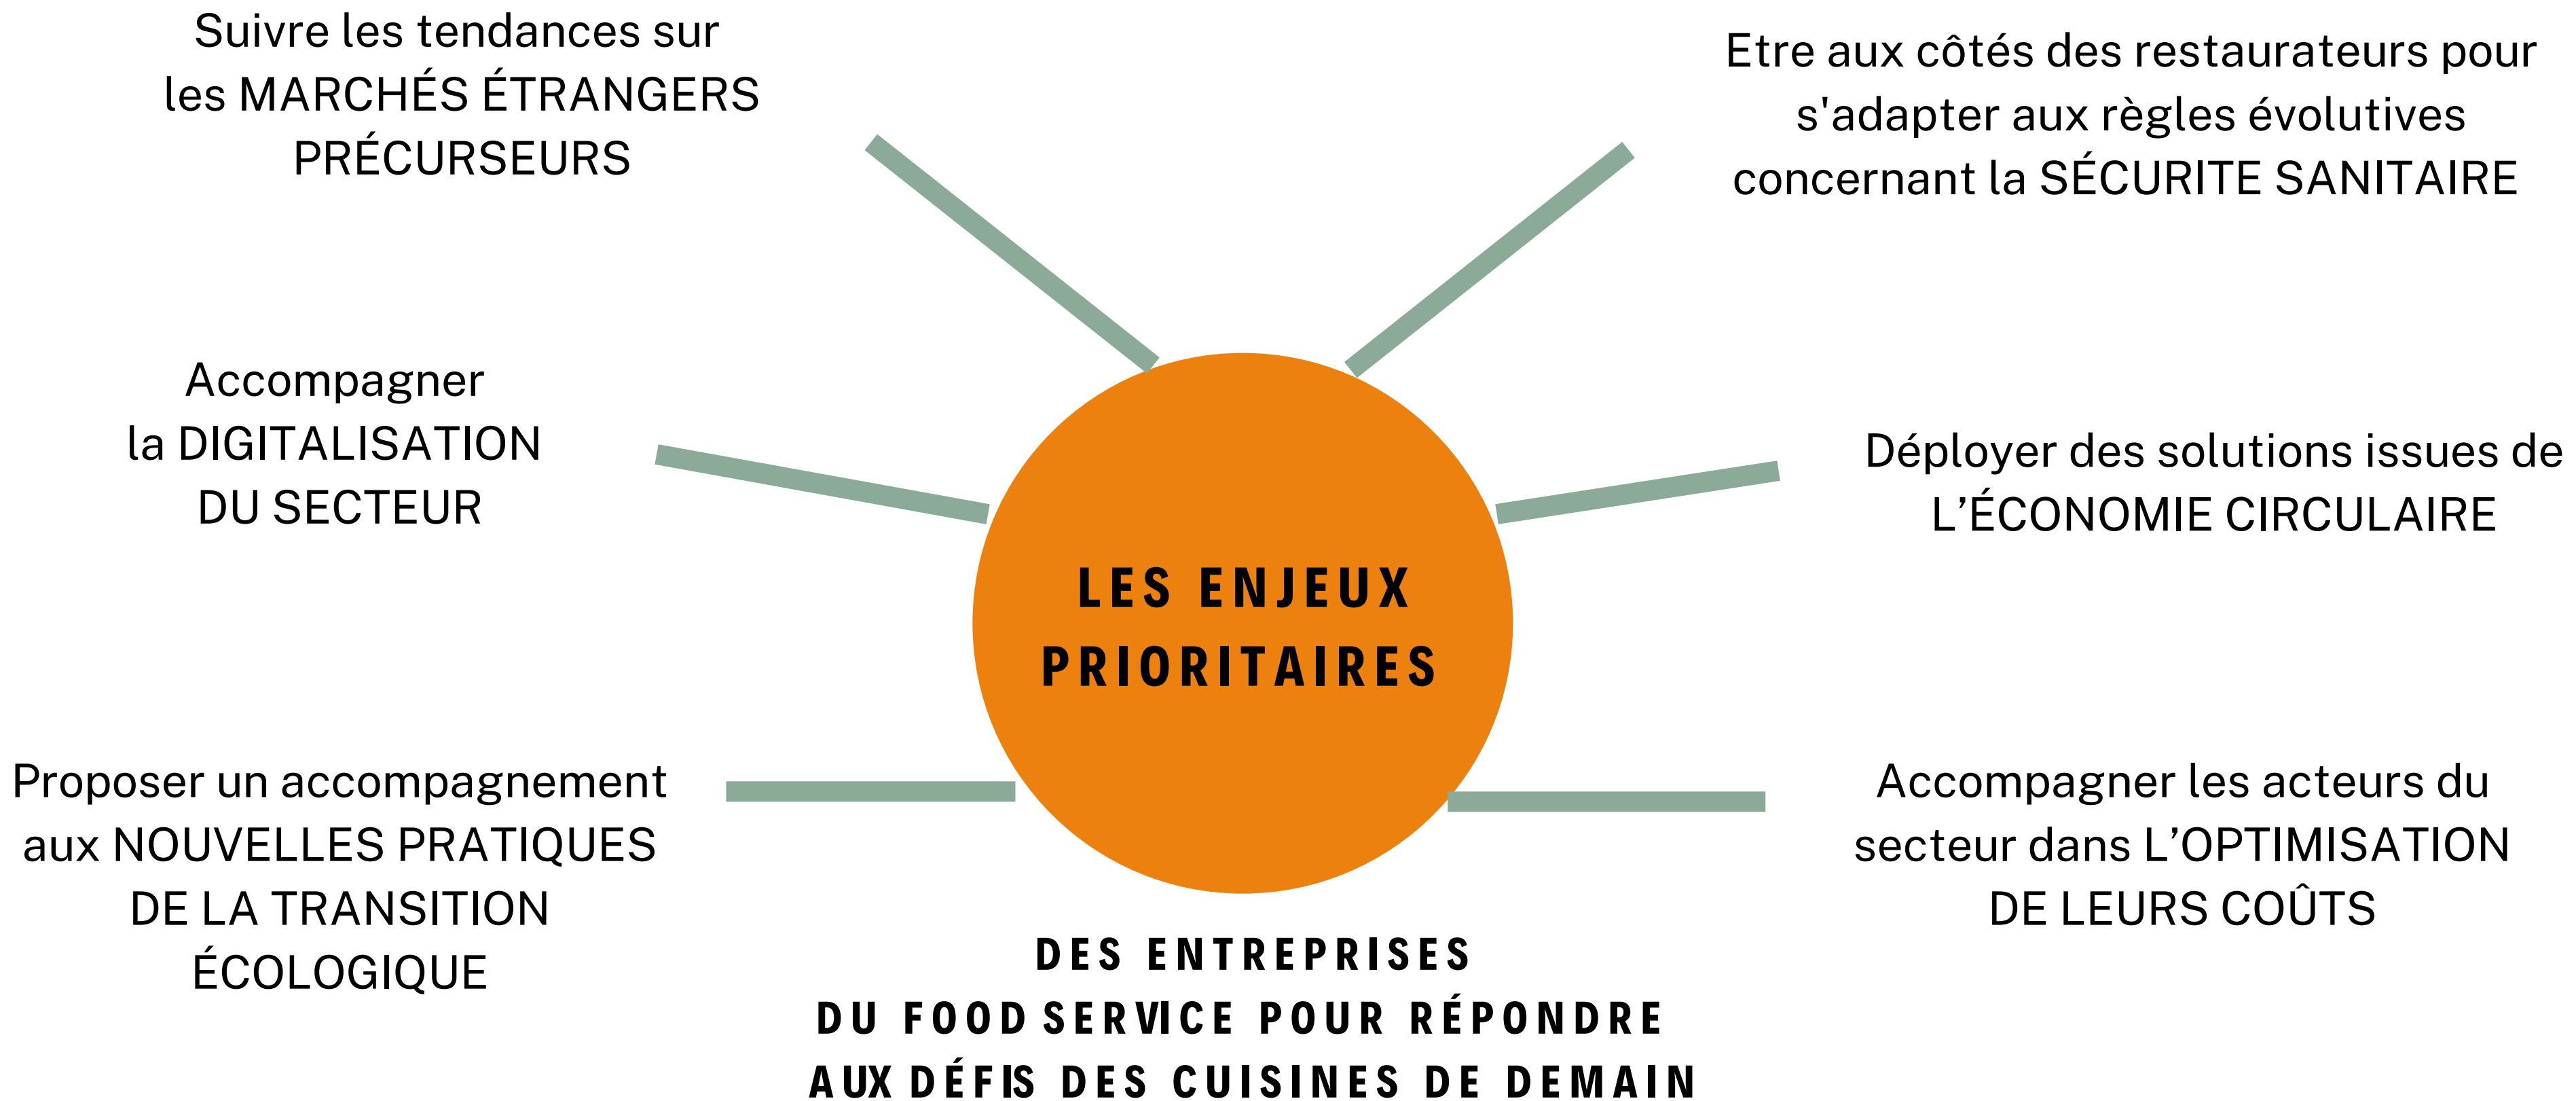 Suivre les tendances sur
les MARCHÉS ÉTRANGERS
PRÉCURSEURS
Etre aux côtés des restaurateurs pour
s'adapter aux règles évolutives
concernant la SÉCURITE SANITAIRE
Accompagner
la DIGITALISATION
DU SECTEUR
Déployer des solutions issues de
L’ÉCONOMIE CIRCULAIRE
LES ENJEUX
PRIORITAIRES
Proposer un accompagnement
aux NOUVELLES PRATIQUES
DE LA TRANSITION
ÉCOLOGIQUE
Accompagner les acteurs du
secteur dans L’OPTIMISATION
DE LEURS COÛTS
DES ENTREPRISES
DU FOOD SERVICE POUR RÉPONDRE
AUX DÉFIS DES CUISINES DE DEMAIN